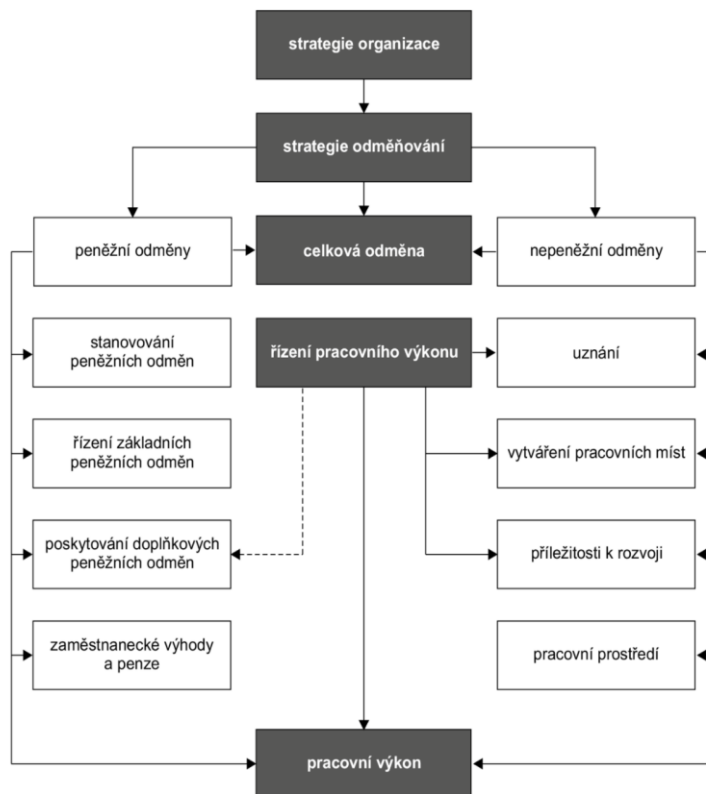 strategie organizace
strategie odměňování
peněžní odměny
celková odměna
nepeněžní odměny
stanovování
peněžních odměn
řízení pracovního výkonu
uznání
řízení základních
peněžních odměn
vytváření pracovních míst
poskytování doplňkových
peněžních odměn
příležitosti k rozvoji
zaměstnanecké výhody
a penze
pracovní prostředí
pracovní výkon